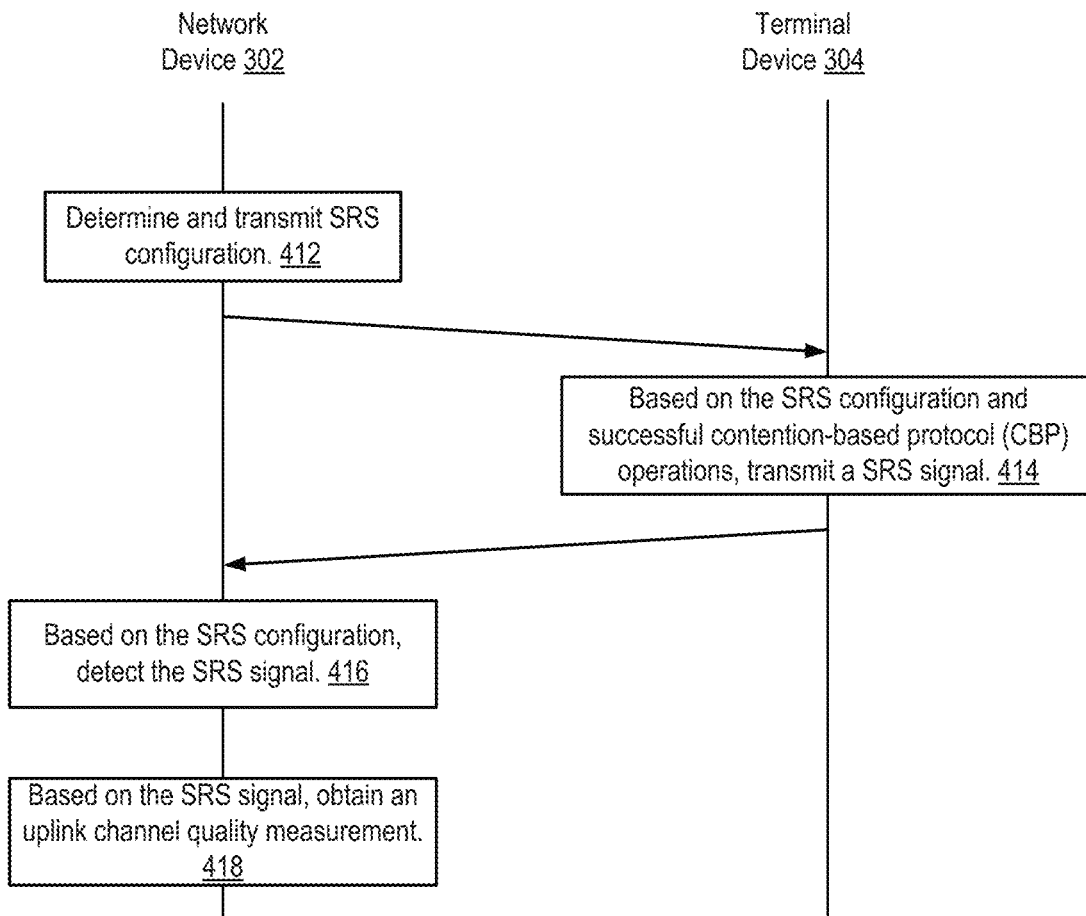 Network
Device 302
Terminal
Device 304
Determine and transmit SRS
configuration. 412
Based on the SRS configuration and
successful contention-based protocol (CBP)
operations, transmit a SRS signal. 414
Based on the SRS configuration,
detect the SRS signal. 416
Based on the SRS signal, obtain an
uplink channel quality measurement.
418